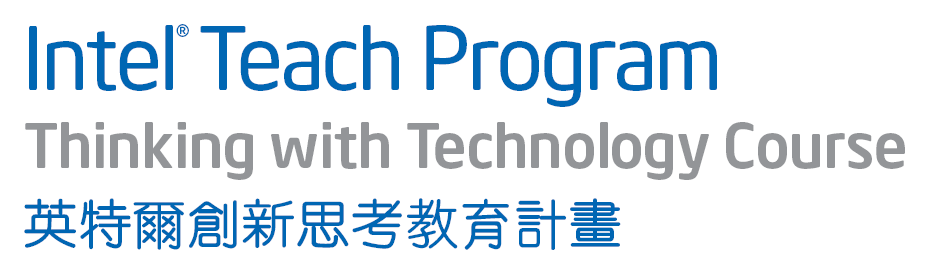 Intel® Teach Program
Thinking with Technology Course
英特爾創新思考教育計畫